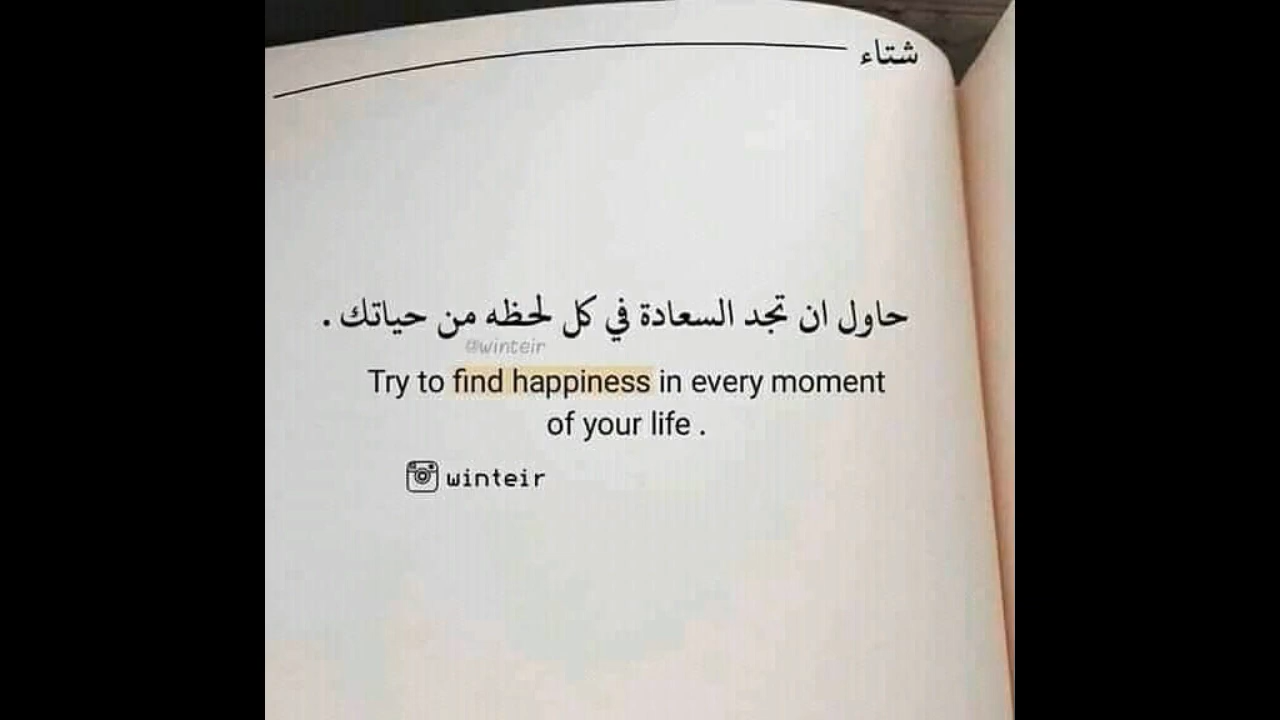 شتاء
حاول ان تجد السعادة في كل لحظه من حياتك .
@winteir
Try to find happiness in every moment
of your life .
winteir